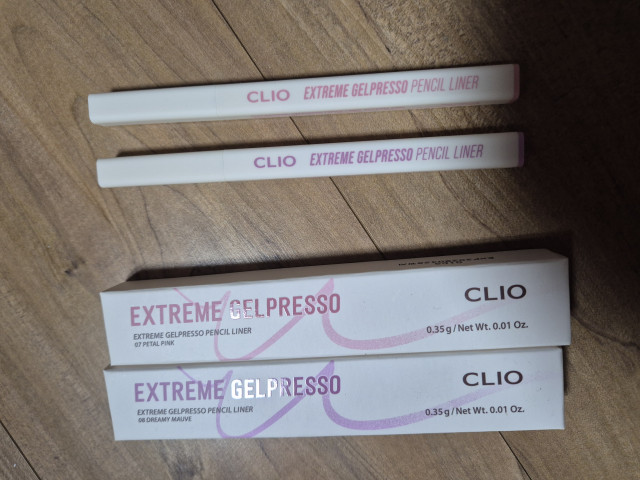 CLIO EXTREME GELPRESSO PENCIL LINER
CLIO EXTREME GELPRESSO PENCIL LINER
EXTREME GELPRESSO
EXTREME GELPRESSO PENCIL LINER
07 PETAL PINK
CLIO
0.35 g / Net Wt. 0.01 Oz.
EXTREME GELPRESSO
EXTREME GELPRESSO PENCIL LINER
08 DREAMY MAUVE
CLIO
0.35 g / Net Wt. 0.01 Oz.